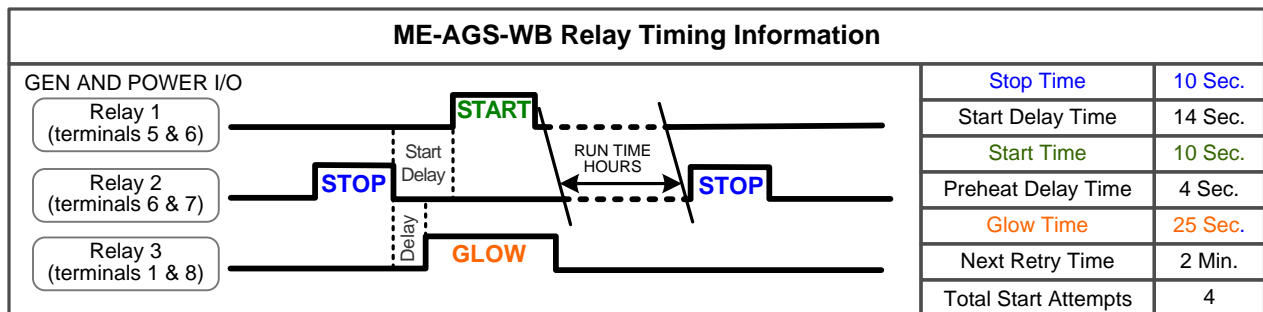 ME-AGS-WB Relay Timing Information
GEN AND POWER I/O
Relay 1
(terminals 5 & 6)
START
Start
Delay
RUN TIME
HOURS
Relay 2
(terminals 6 & 7)
STOP
STOP
Relay 3
(terminals 1 & 8)
Delay
GLOW
Stop Time 10 Sec.
Start Delay Time 14 Sec.
Start Time 10 Sec.
Preheat Delay Time 4 Sec.
Glow Time 25 Sec.
Next Retry Time 2 Min.
Total Start Attempts 4